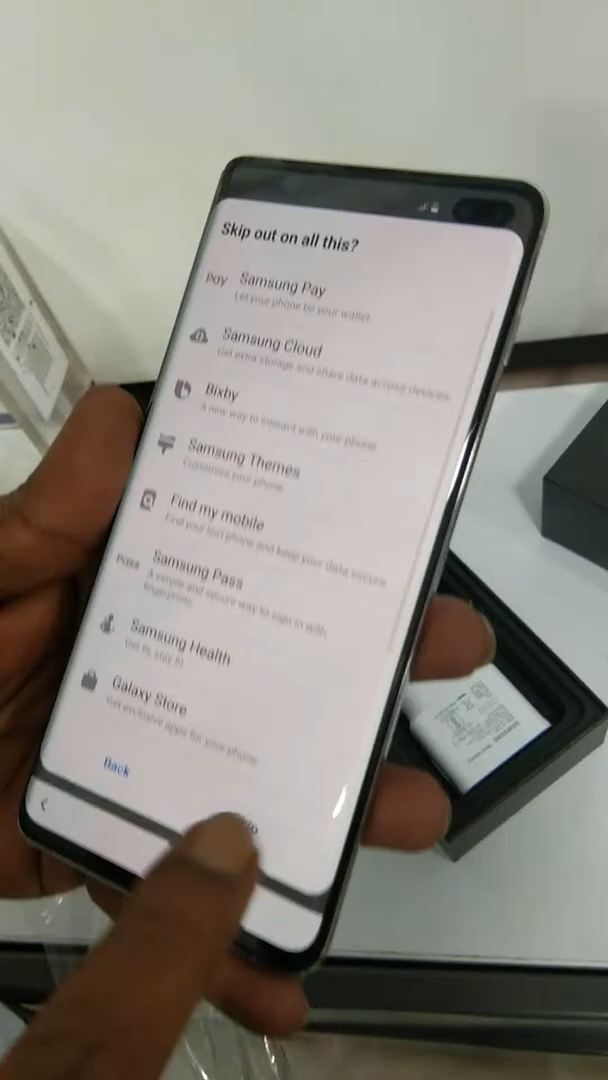 Skip out on all this?
Pay
Samsung Pay
Let your phone be your wallet
Samsung Cloud
Get extra storage and share data across devices.
Bixby
A new way to interact with your phone
Samsung Themes
Customise your phone
Find my mobile
Find your lost phone and keep your data secure
Pass
Samsung Pass
A simple and secure way to sign in with
fingerprints
Samsung Health
Get fit, stay fit
Galaxy Store
Get exclusive apps for your phone
Back